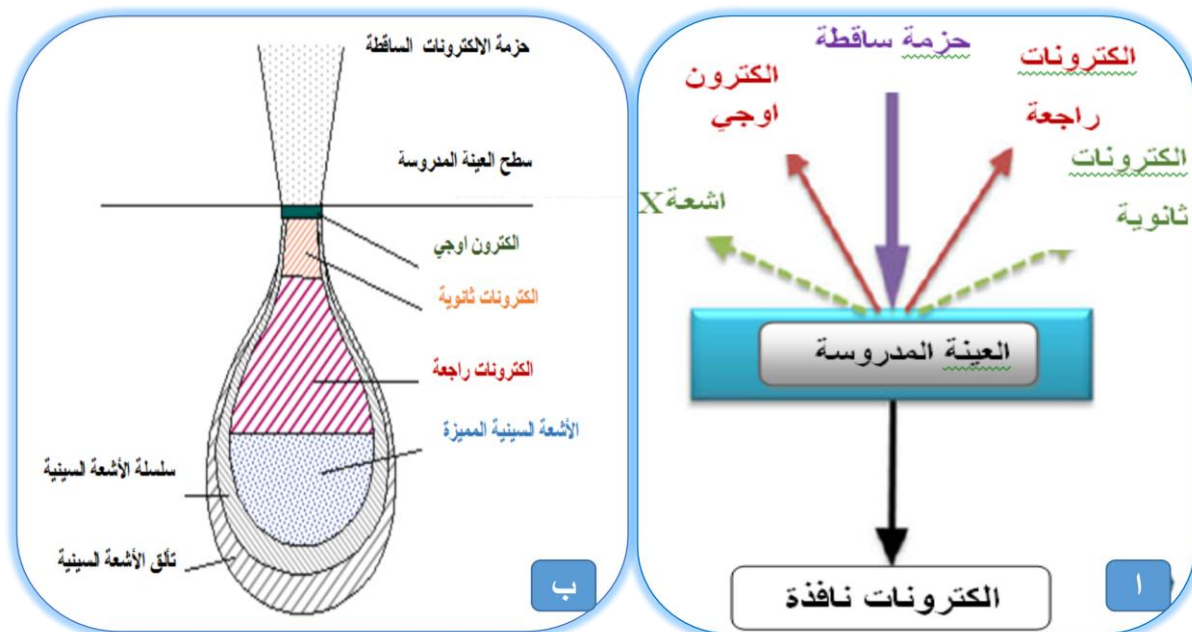 حزمة ساقطة
الكترونات
راجعة
الكترون
اوجي
الكترونات
ثانوية
اشعة X
العينة المدروسة
الكترونات نافذة
ا
حزمة الالكترونات الساقطة
سطح العينة المدروسة
الكترون اوجي
الكترونات ثانوية
الكترونات راجعة
الأشعة السينية المميزة
سلسلة الأشعة السينية
تألق الأشعة السينية
ب